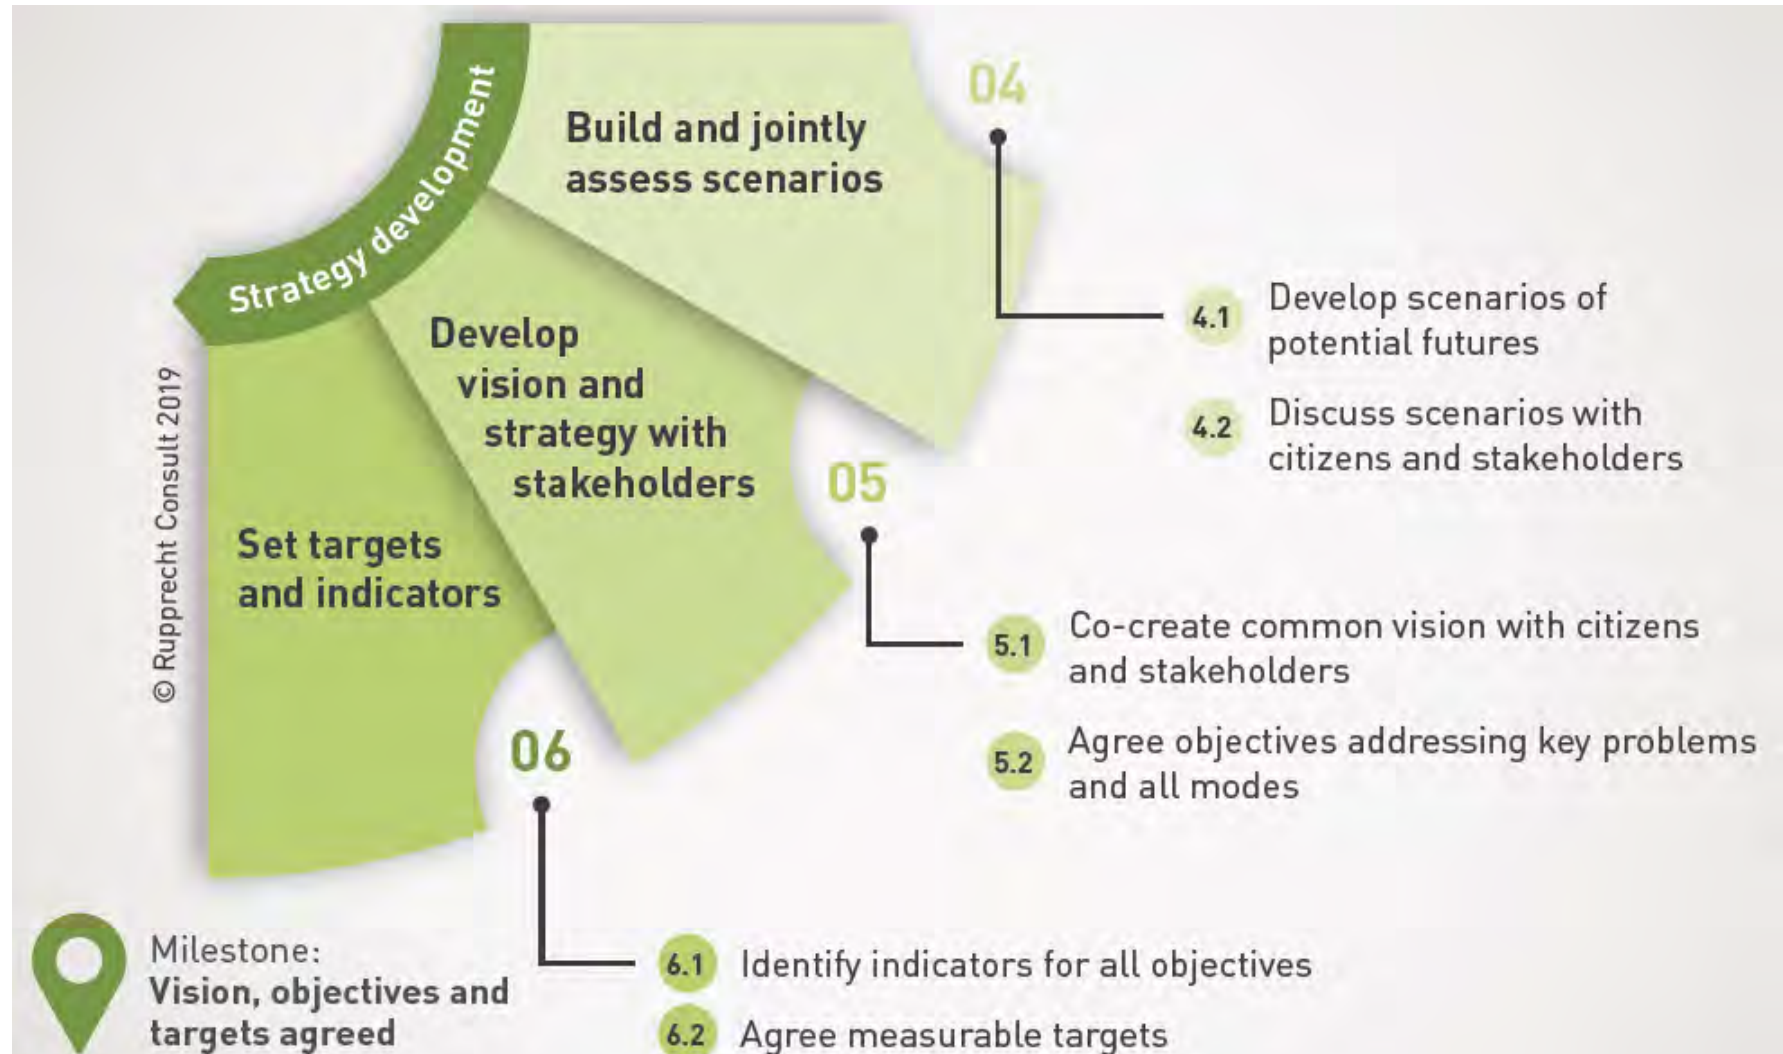 Strategy development
Build and jointly
assess scenarios
04
4.1
Develop scenarios of
potential futures
4.2
Discuss scenarios with
citizens and stakeholders
Develop
vision and
strategy with
stakeholders
05
5.1
Co-create common vision with citizens
and stakeholders
5.2
Agree objectives addressing key problems
and all modes
Set targets
and indicators
06
6.1
Identify indicators for all objectives
6.2
Agree measurable targets
© Rupprecht Consult 2019
Milestone:
Vision, objectives and
targets agreed